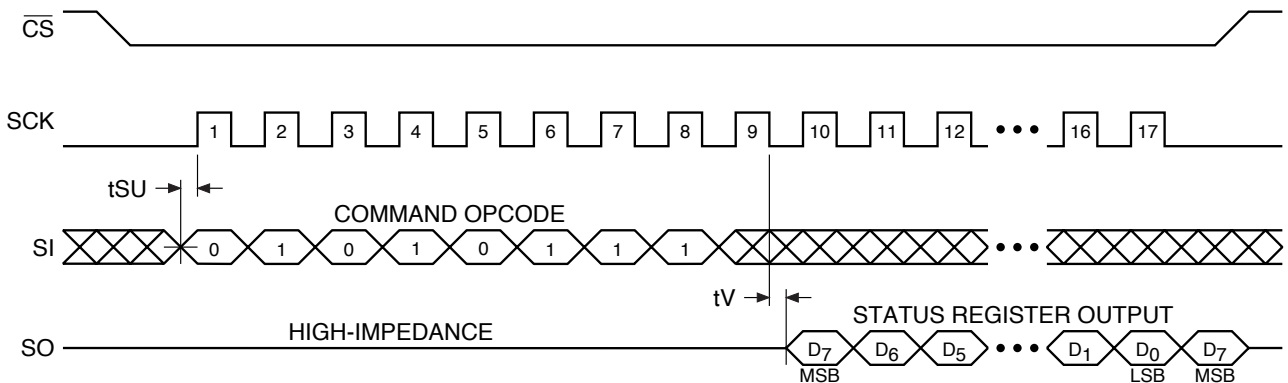 CS
SCK
1 2 3 4 5 6 7 8 9 10 11 12 ••• 16 17
tSU
COMMAND OPCODE
SI
0 1 0 1 0 1 1 1 •••
tV
HIGH-IMPEDANCE
STATUS REGISTER OUTPUT
SO
D7 D6 D5 ••• D1 D0 D7
MSB LSB MSB